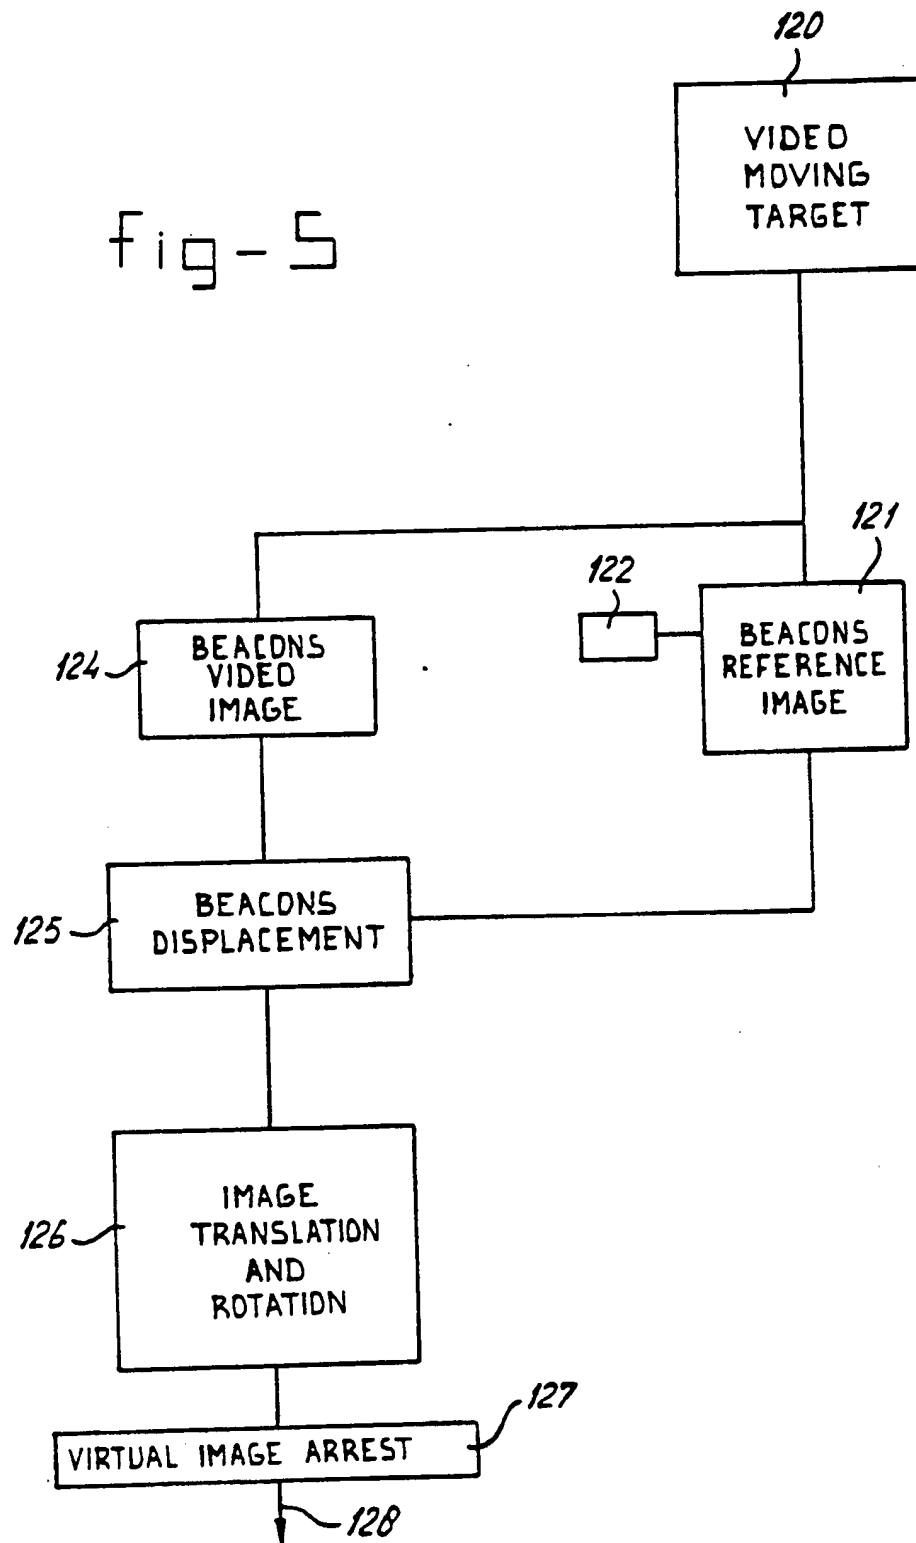 120
VIDEO
MOVING
TARGET
fig-5
121
122
BEACONS
REFERENCE
IMAGE
124
BEACONS
VIDEO
IMAGE
125
BEACONS
DISPLACEMENT
126
IMAGE
TRANSLATION
AND
ROTATION
127
VIRTUAL IMAGE ARREST
128